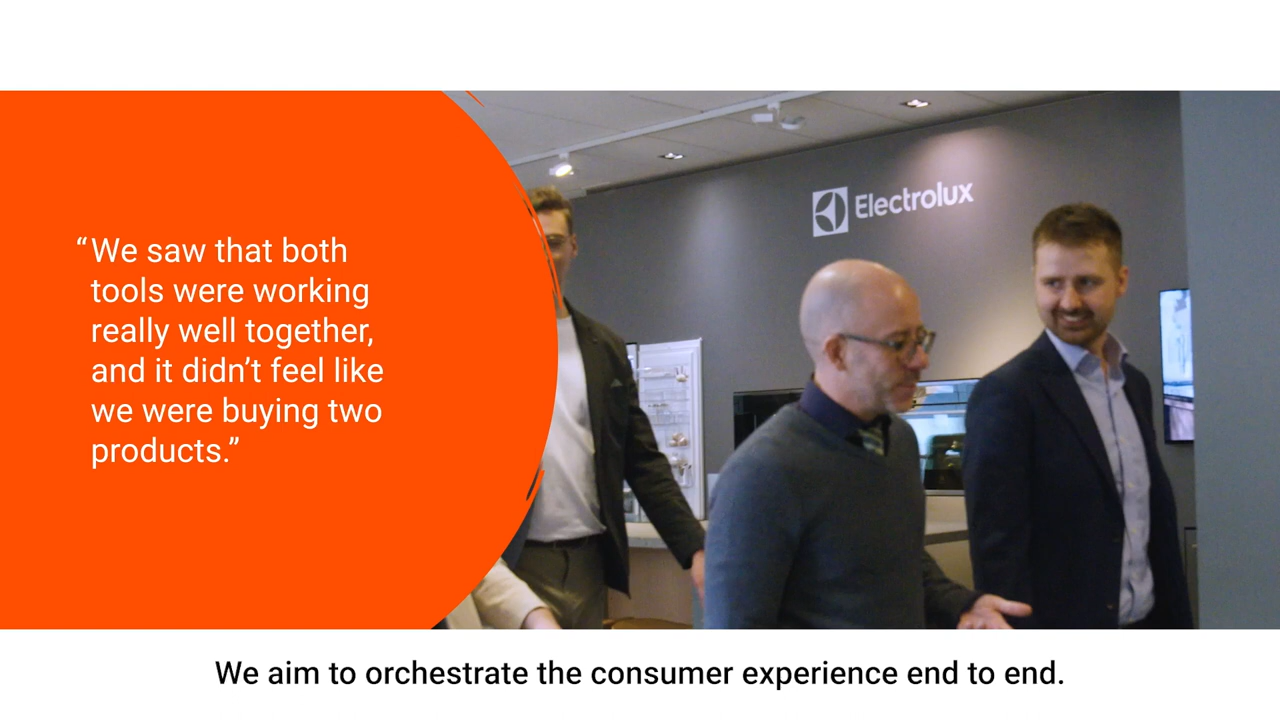 “We saw that both
tools were working
really well together,
and it didn’t feel like
we were buying two
products.”
Electrolux
We aim to orchestrate the consumer experience end to end.